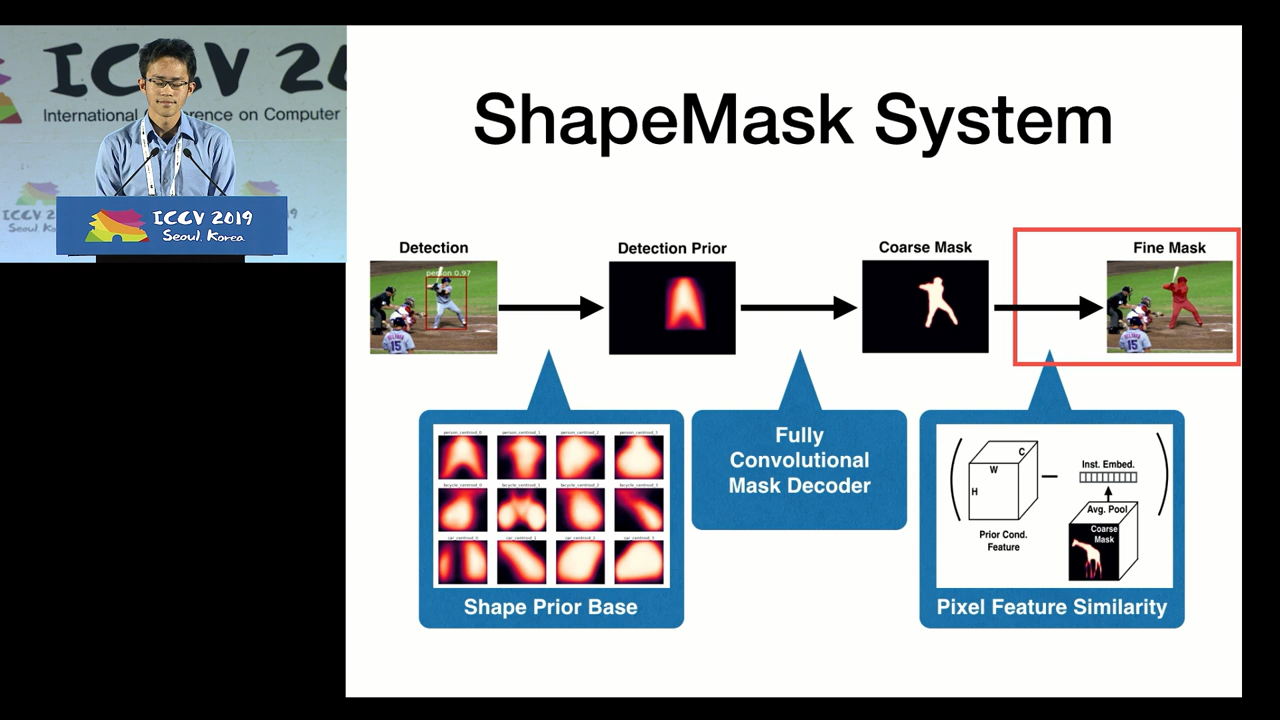 ICCV 20
International Conference on Computer
ICCV 2019
Seoul, Korea
ShapeMask System
Detection
Detection Prior
Coarse Mask
Fine Mask
person 0.97
15
person_centroid_0
person_centroid_1
person_centroid_2
person_centroid_3
bicycle_centroid_0
bicycle_centroid_1
bicycle_centroid_2
bicycle_centroid_3
car_centroid_0
car_centroid_1
car_centroid_2
car_centroid_3
Shape Prior Base
Fully
Convolutional
Mask Decoder
C
W
H
Prior Cond.
Feature
Inst. Embed.
Avg. Pool
Coarse
Mask
Pixel Feature Similarity